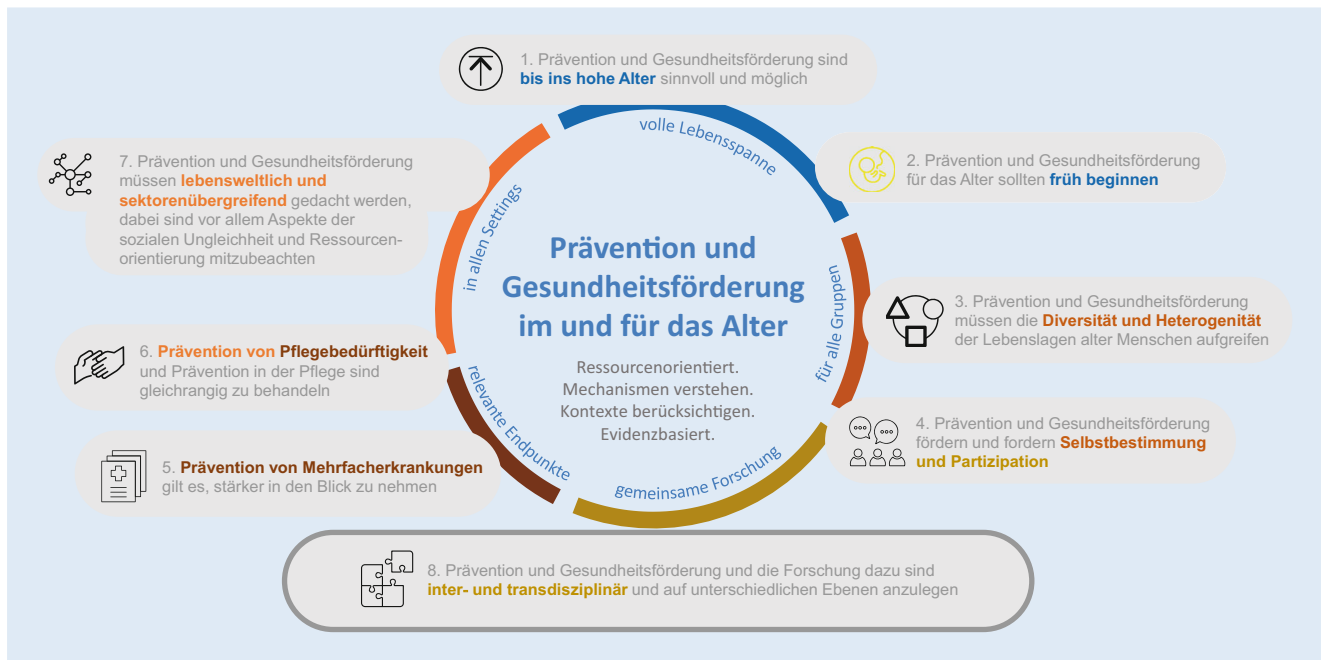 1. Prävention und Gesundheitsförderung sind
bis ins hohe Alter sinnvoll und möglich
volle Lebensspanne
2. Prävention und Gesundheitsförderung
für das Alter sollten früh beginnen
7. Prävention und Gesundheitsförderung
müssen lebensweltlich und
sektorenübergreifend gedacht werden,
dabei sind vor allem Aspekte der
sozialen Ungleichheit und Ressourcen-
orientierung mitzubeachten
in allen Settings
Prävention und
Gesundheitsförderung
im und für das Alter
Ressourcenorientiert.
Mechanismen verstehen.
Kontexte berücksichtigen.
Evidenzbasiert.
für alle Gruppen
3. Prävention und Gesundheitsförderung
müssen die Diversität und Heterogenität
der Lebenslagen alter Menschen aufgreifen
6. Prävention von Pflegebedürftigkeit
und Prävention in der Pflege sind
gleichrangig zu behandeln
relevante Endpunkte
4. Prävention und Gesundheitsförderung
fördern und fordern Selbstbestimmung
und Partizipation
5. Prävention von Mehrfacherkrankungen
gilt es, stärker in den Blick zu nehmen
gemeinsame Forschung
8. Prävention und Gesundheitsförderung und die Forschung dazu sind
inter- und transdisziplinär und auf unterschiedlichen Ebenen anzulegen